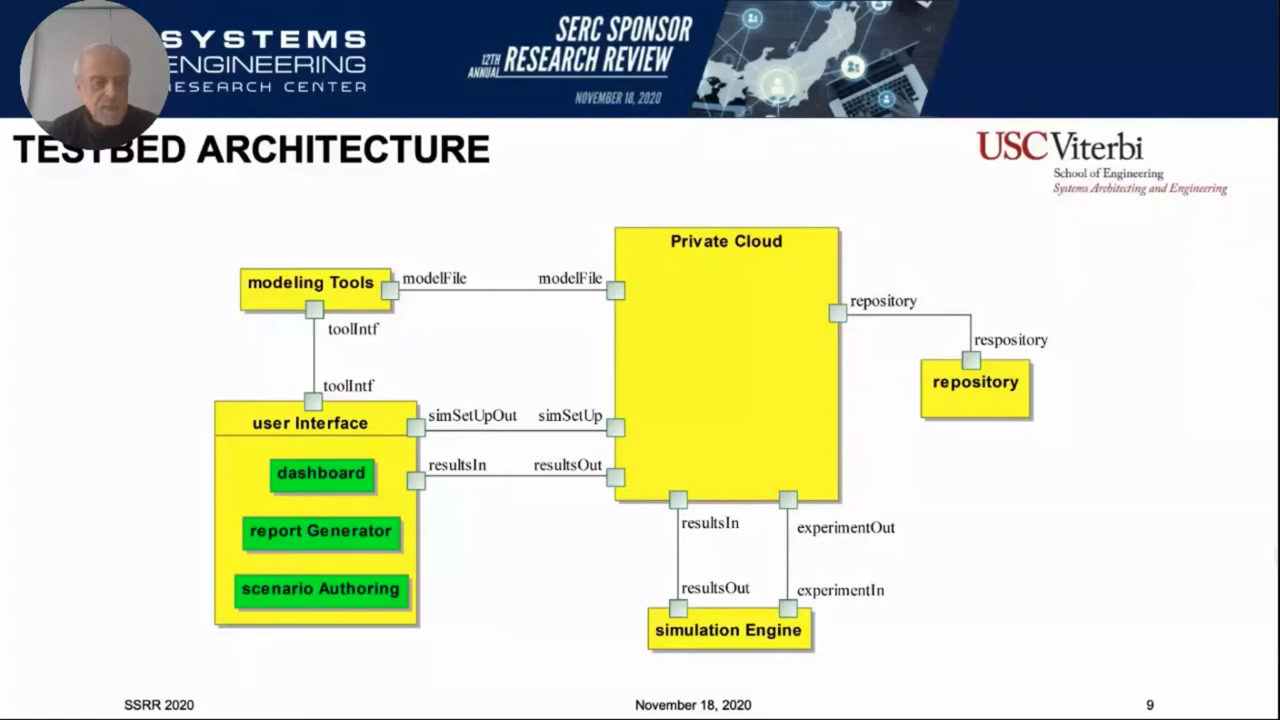 SYSTEMS
ENGINEERING
RESEARCH CENTER
SERC SPONSOR
12TH ANNUAL RESEARCH REVIEW
NOVEMBER 18, 2020
TESTBED ARCHITECTURE
USC Viterbi
School of Engineering
Systems Architecting and Engineering
Private Cloud
modeling Tools
modelFile modelFile
repository
toolIntf
respository
repository
toolIntf
simSetUpOut simSetUp
user Interface
resultsIn resultsOut
dashboard
resultsIn experimentOut
report Generator
resultsOut experimentIn
scenario Authoring
simulation Engine
SSRR 2020 November 18, 2020 9